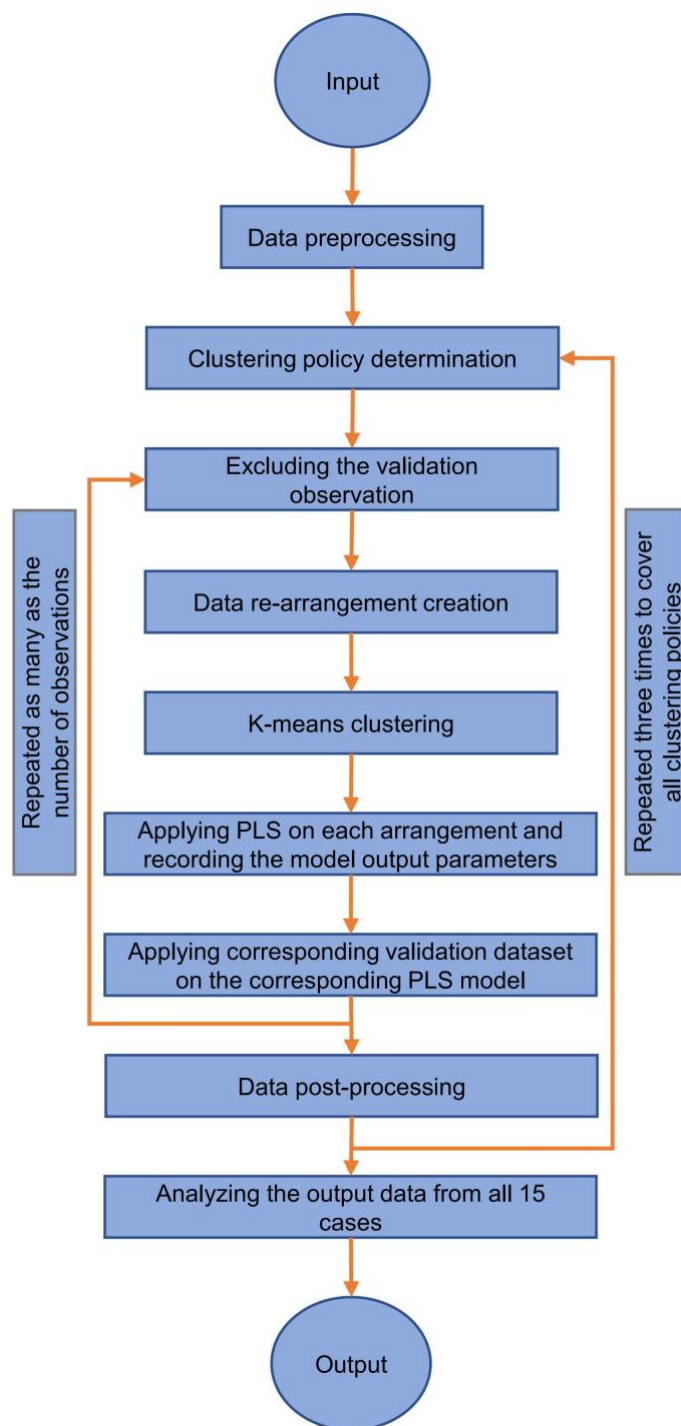 Input
Data preprocessing
Clustering policy determination
Excluding the validation
observation
Data re-arrangement creation
K-means clustering
Applying PLS on each arrangement and
recording the model output parameters
Applying corresponding validation dataset
on the corresponding PLS model
Data post-processing
Analyzing the output data from all 15
cases
Output
Repeated as many as the
number of observations
Repeated three times to cover
all clustering policies